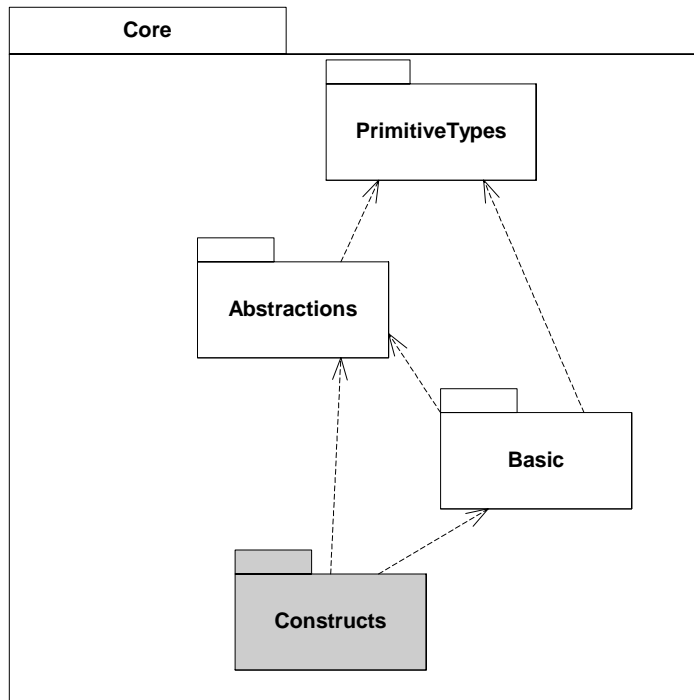 Core
PrimitiveTypes
Abstractions
Basic
Constructs